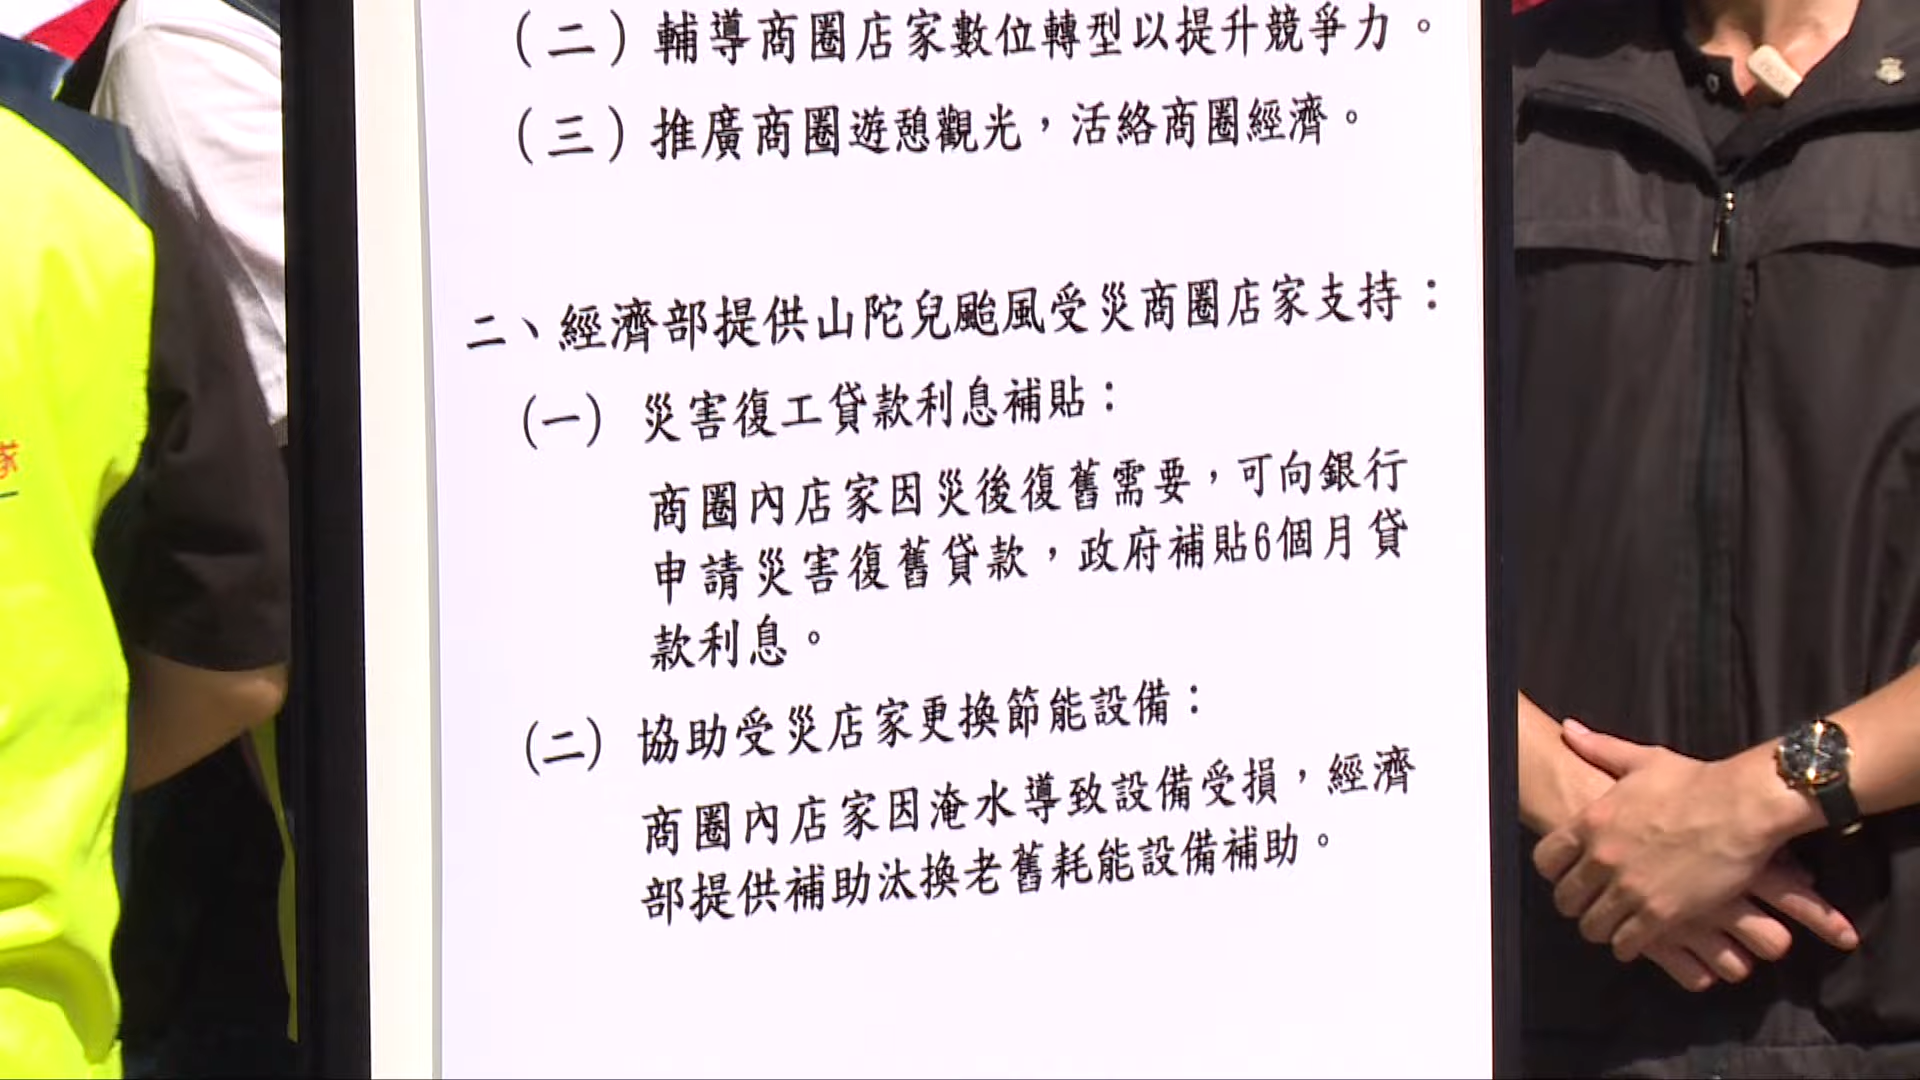 （二）輔導商圈店家數位轉型以提升競爭力。
（三）推廣商圈遊憩觀光，活絡商圈經濟。
二、經濟部提供山陀兒颱風受災商圈店家支持：
(一) 災害復工貸款利息補貼：
商圈內店家因災後復舊需要，可向銀行
申請災害復舊貸款，政府補貼6個月貸
款利息。
(二) 協助受災店家更換節能設備：
商圈內店家因淹水導致設備受損，經濟
部提供補助汰換老舊耗能設備補助。